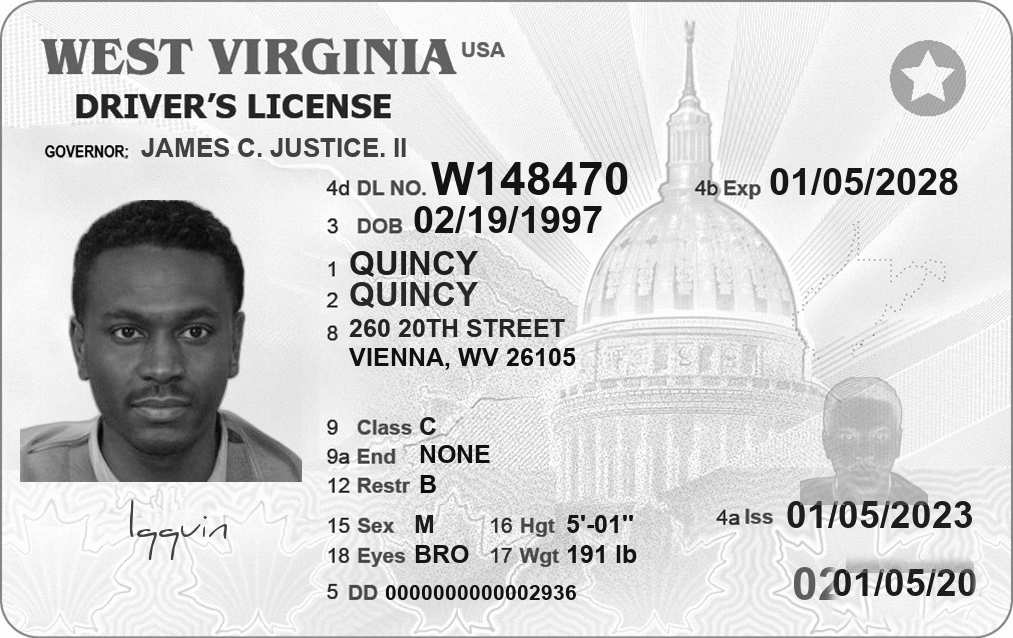 WEST VIRGINIA USA
DRIVER'S LICENSE
GOVERNOR: JAMES C. JUSTICE. II
4d DL NO. W148470 4b Exp 01/05/2028
3 DOB 02/19/1997
1 QUINCY
2 QUINCY
8 260 20TH STREET
VIENNA, WV 26105
9 Class C
9a End NONE
12 Restr B
15 Sex M 16 Hgt 5'-01" 4a Iss 01/05/2023
18 Eyes BRO 17 Wgt 191 lb
5 DD 0000000000002936 0201/05/20